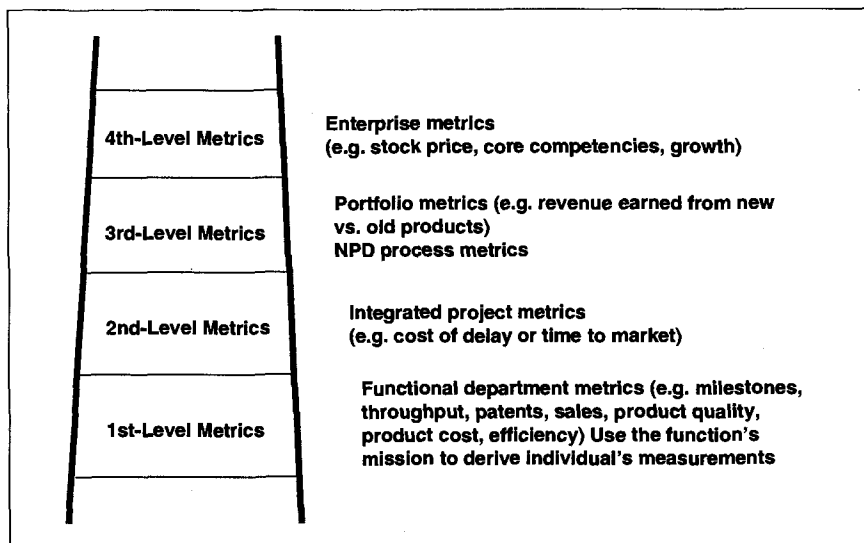 4th-Level Metrics
Enterprise metrics
(e.g. stock price, core competencies, growth)
3rd-Level Metrics
Portfolio metrics (e.g. revenue earned from new
vs. old products)
NPD process metrics
2nd-Level Metrics
Integrated project metrics
(e.g. cost of delay or time to market)
1st-Level Metrics
Functional department metrics (e.g. milestones,
throughput, patents, sales, product quality,
product cost, efficiency) Use the function's
mission to derive individual's measurements